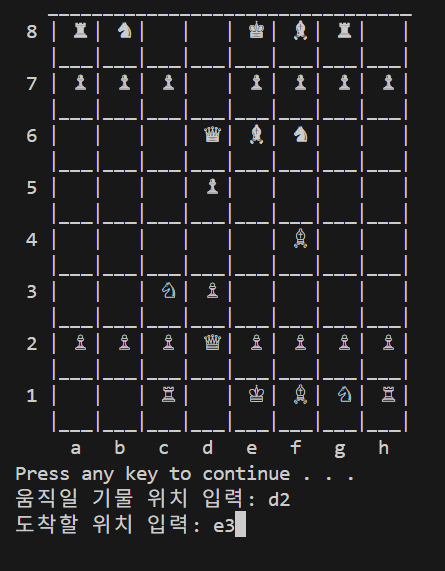 8 | ♜ | ♞ |   |   | ♚ | ♝ | ♜ |   |
7 | ♟ | ♟ | ♟ |   | ♟ | ♟ | ♟ | ♟ |
6 |   |   |   | ♛ | ♝ | ♞ |   |   |
5 |   |   |   | ♟ |   |   |   |   |
4 |   |   |   |   |   | ♗ |   |   |
3 |   |   | ♘ | ♙ |   |   |   |   |
2 | ♙ | ♙ | ♙ | ♕ | ♙ | ♙ | ♙ | ♙ |
1 |   |   | ♖ |   | ♔ | ♗ | ♘ | ♖ |
a b c d e f g h
Press any key to continue . . .
움직일 기물 위치 입력: d2
도착할 위치 입력: e3